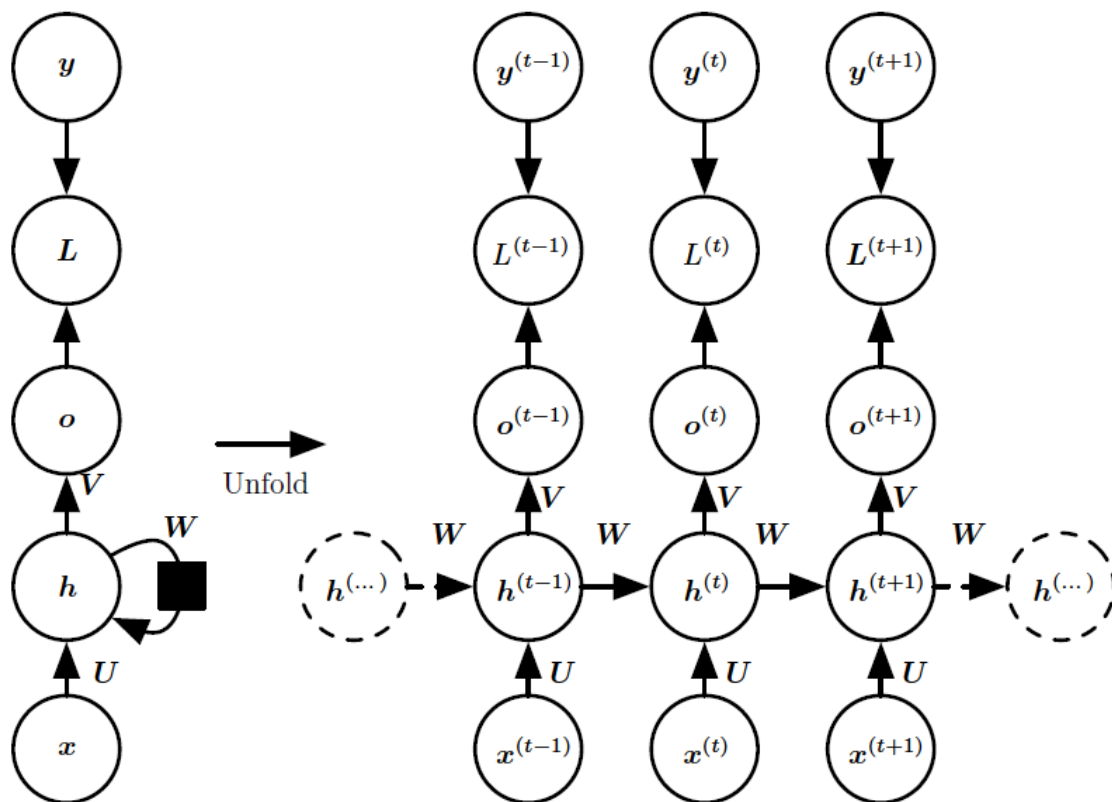 y y^(t−1) y^(t) y^(t+1)
L L^(t−1) L^(t) L^(t+1)
o o^(t−1) o^(t) o^(t+1)
Unfold
V V V V
W W W W W
h h^(...) h^(t−1) h^(t) h^(t+1) h^(...)
U U U U
x x^(t−1) x^(t) x^(t+1)